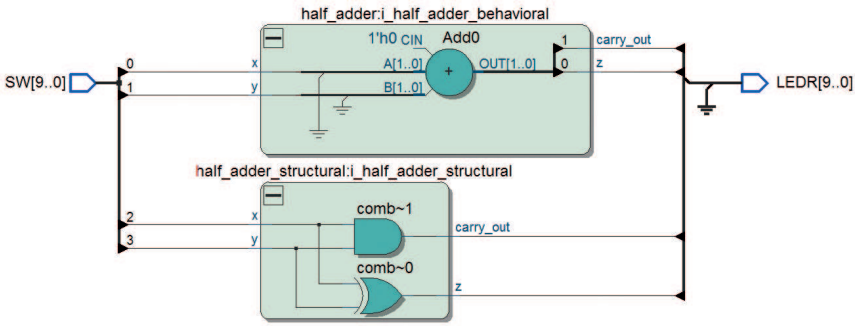 half_adder:i_half_adder_behavioral
1'h0 CIN Add0
1 carry_out
0 x A[1..0] OUT[1..0] 0 z
SW[9..0] LEDR[9..0]
1 y B[1..0]
+
half_adder_structural:i_half_adder_structural
comb~1
2 x
carry_out
3 y
comb~0
z